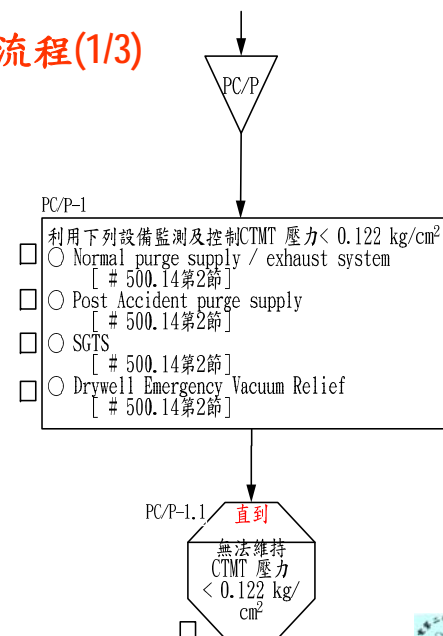 流程(1/3)
PC/P
PC/P-1
利用下列設備監測及控制CTMT 壓力< 0.122 kg/cm²
○ Normal purge supply / exhaust system
[ # 500.14第2節]
○ Post Accident purge supply
[ # 500.14第2節]
○ SGTS
[ # 500.14第2節]
○ Drywell Emergency Vacuum Relief
[ # 500.14第2節]
PC/P-1.1
直到
無法維持
CTMT 壓力
< 0.122 kg/
cm²